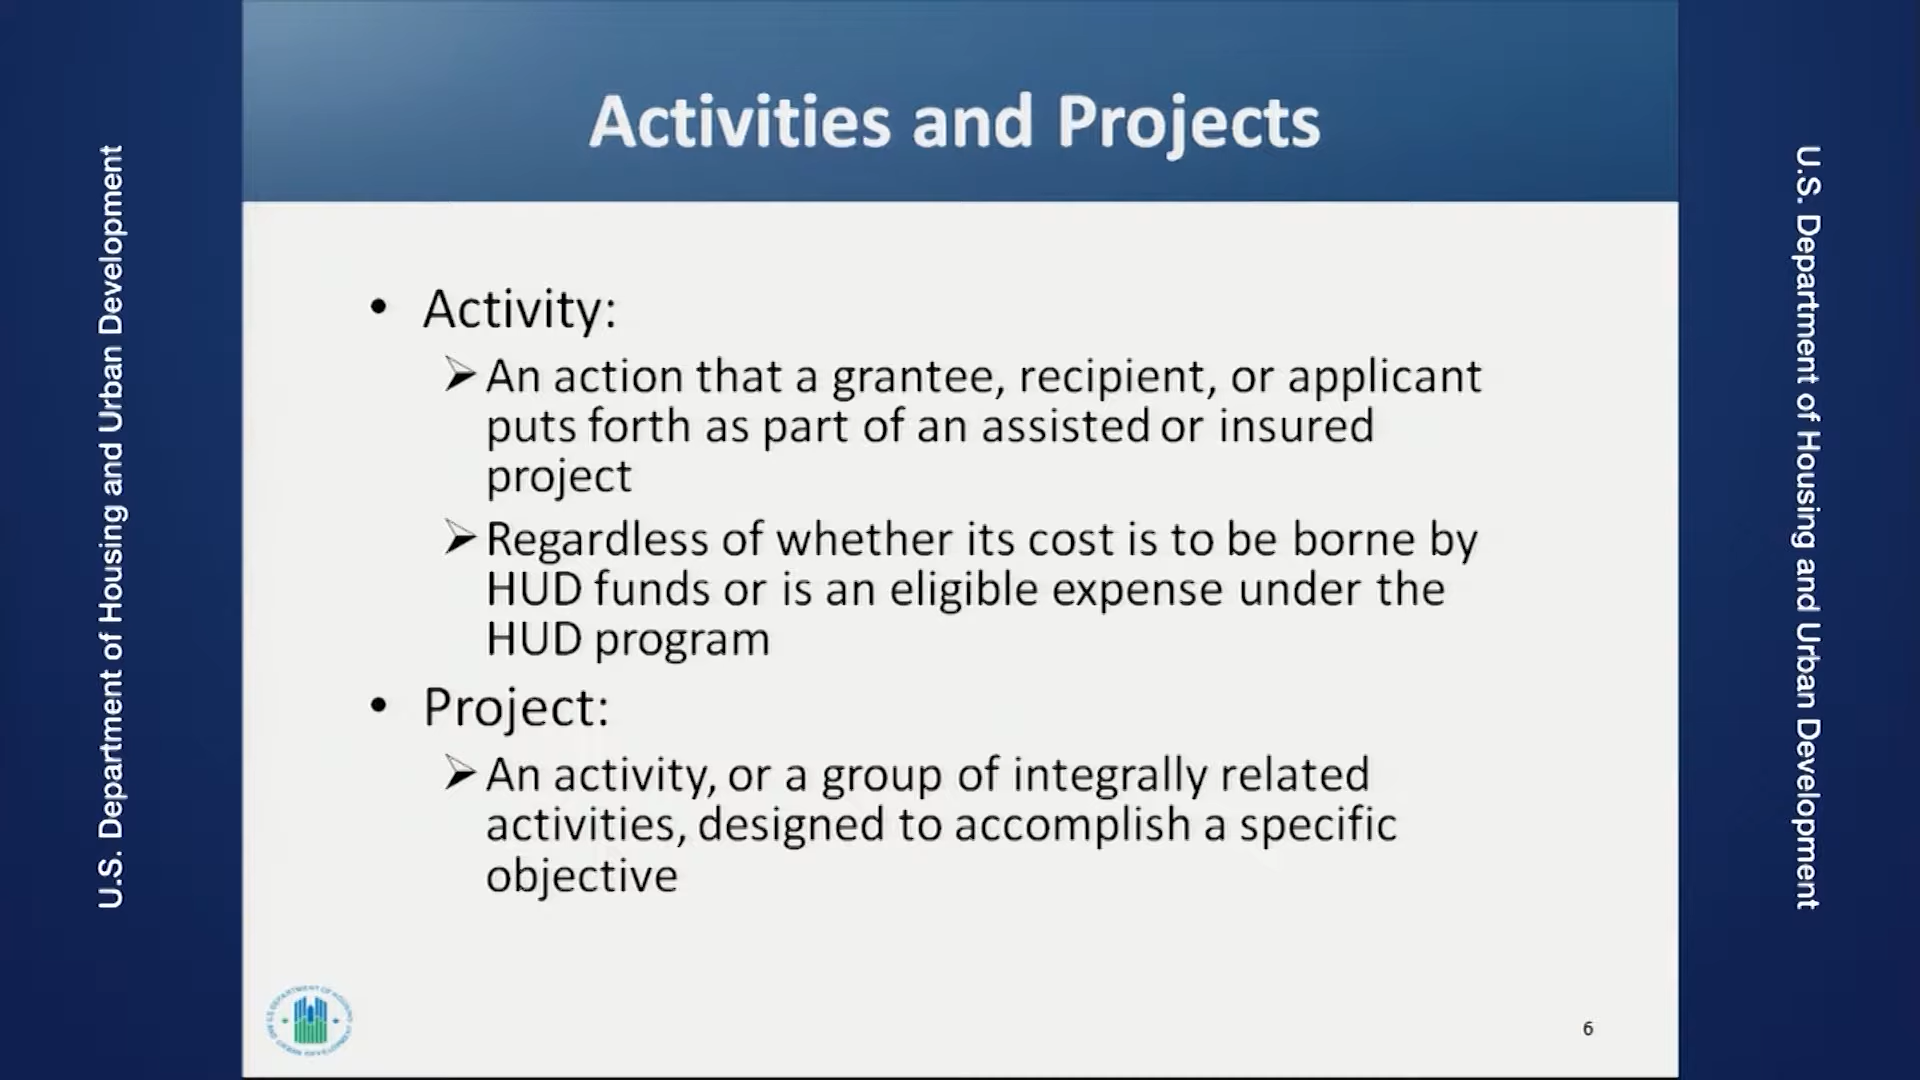 Activities and Projects
U.S. Department of Housing and Urban Development
• Activity:
➢ An action that a grantee, recipient, or applicant
puts forth as part of an assisted or insured
project
➢ Regardless of whether its cost is to be borne by
HUD funds or is an eligible expense under the
HUD program
• Project:
➢ An activity, or a group of integrally related
activities, designed to accomplish a specific
objective
6
U.S. Department of Housing and Urban Development